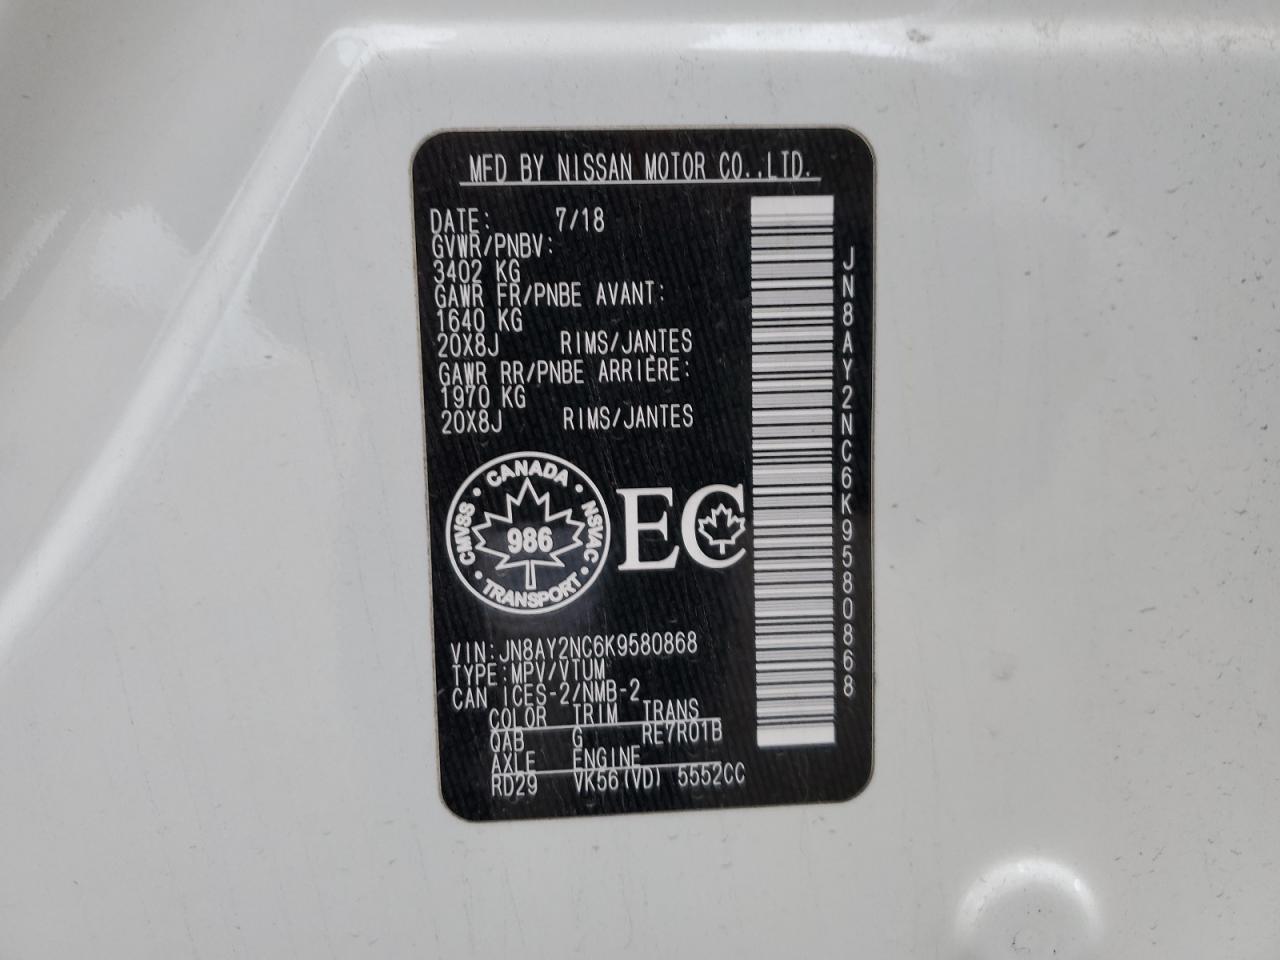 MFD BY NISSAN MOTOR CO.,LTD.
DATE: 7/18
GVWR/PNBV:
3402 KG
GAWR FR/PNBE AVANT:
1640 KG
20X8J RIMS/JANTES
GAWR RR/PNBE ARRIÈRE:
1970 KG
20X8J RIMS/JANTES
CANADA
CMVSS
NSVAC
986
TRANSPORT
EC
VIN:JN8AY2NC6K9580868
TYPE:MPV/VTUM
CAN ICES-2/NMB-2
COLOR TRIM TRANS
QAB G RE7R01B
AXLE ENGINE
RD29 VK56(VD) 5552CC
JN8AY2NC6K9580868